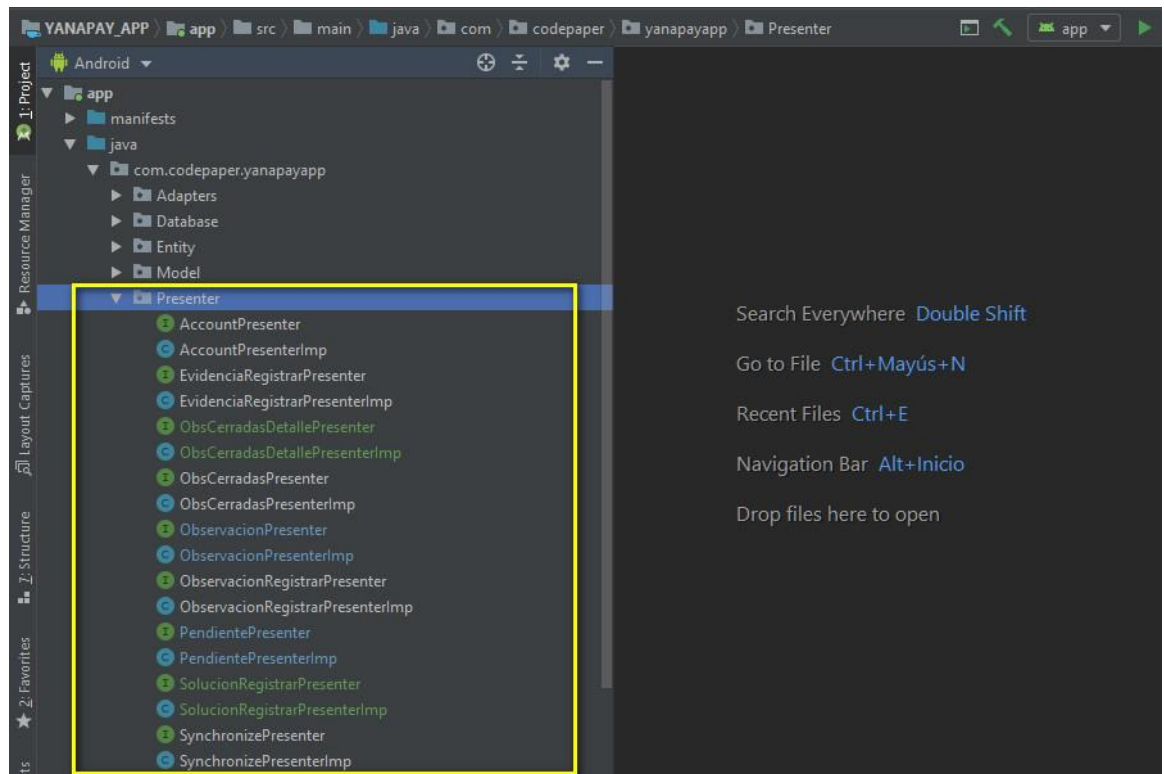 YANAPAY_APP app src main java com codepaper yanapayapp Presenter app
1: Project
Resource Manager
Layout Captures
7: Structure
2: Favorites
Android
app
manifests
java
com.codepaper.yanapayapp
Adapters
Database
Entity
Model
Presenter
I AccountPresenter
C AccountPresenterImp
I EvidenciaRegistrarPresenter
C EvidenciaRegistrarPresenterImp
I ObsCerradasDetallePresenter
C ObsCerradasDetallePresenterImp
I ObsCerradasPresenter
C ObsCerradasPresenterImp
I ObservacionPresenter
C ObservacionPresenterImp
I ObservacionRegistrarPresenter
C ObservacionRegistrarPresenterImp
I PendientePresenter
C PendientePresenterImp
I SolucionRegistrarPresenter
C SolucionRegistrarPresenterImp
I SynchronizePresenter
C SynchronizePresenterImp
Search Everywhere Double Shift
Go to File Ctrl+Mayús+N
Recent Files Ctrl+E
Navigation Bar Alt+Inicio
Drop files here to open